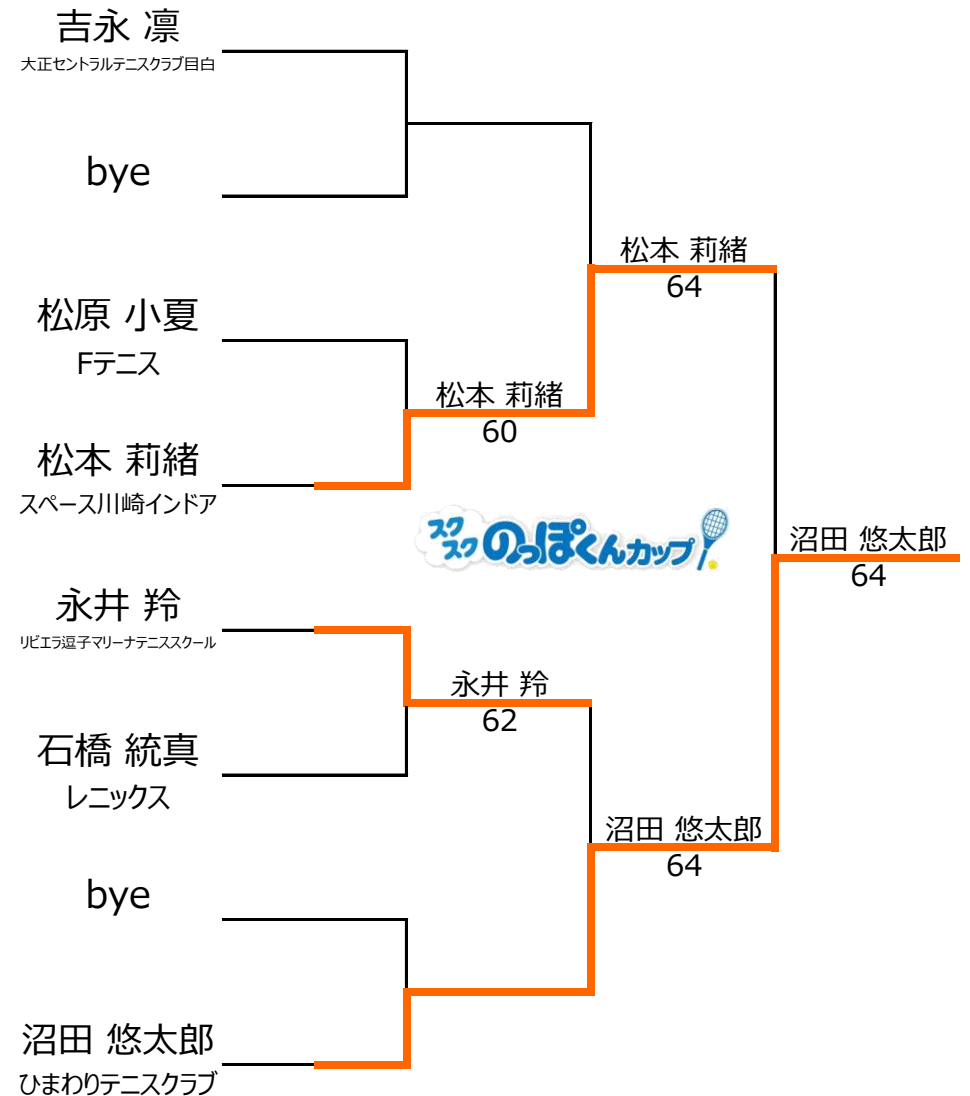 吉永 凛
大正セントラルテニスクラブ目白
bye
松原 小夏
Fテニス
松本 莉緒
スペース川崎インドア
永井 羚
リビエラ逗子マリーナテニススクール
石橋 統真
レニックス
bye
沼田 悠太郎
ひまわりテニスクラブ
松本 莉緒
60
永井 羚
62
松本 莉緒
64
沼田 悠太郎
64
スクスク のっぽくんカップ
沼田 悠太郎
64